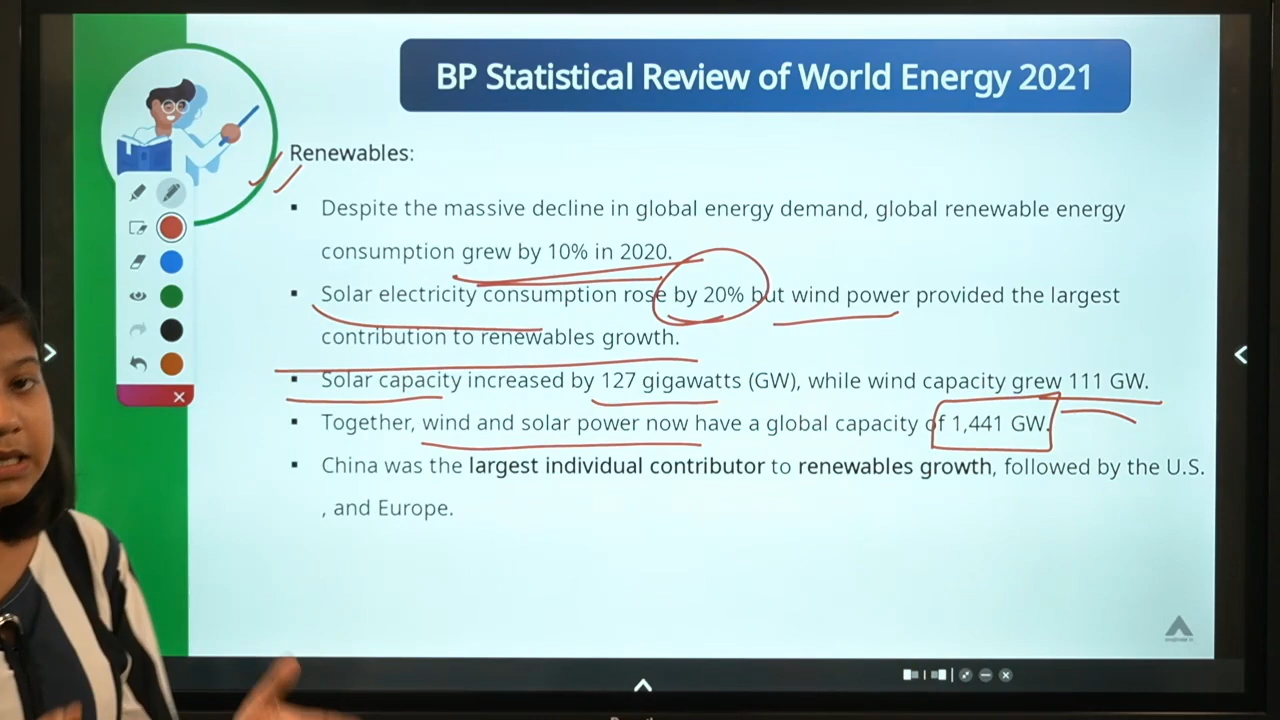 BP Statistical Review of World Energy 2021
Renewables:
▪ Despite the massive decline in global energy demand, global renewable energy
consumption grew by 10% in 2020.
▪ Solar electricity consumption rose by 20% but wind power provided the largest
contribution to renewables growth.
▪ Solar capacity increased by 127 gigawatts (GW), while wind capacity grew 111 GW.
▪ Together, wind and solar power now have a global capacity of 1,441 GW.
▪ China was the largest individual contributor to renewables growth, followed by the U.S.
, and Europe.